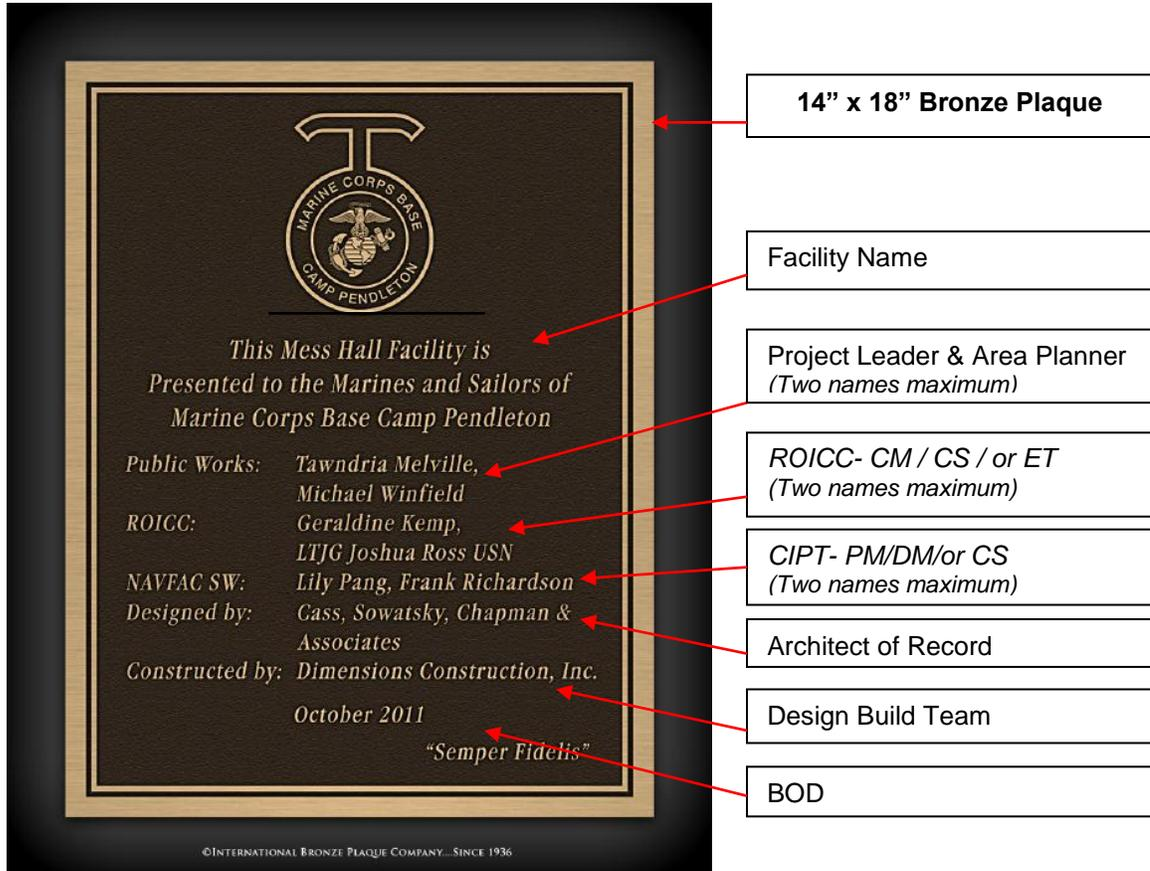 MARINE CORPS BASE
CAMP PENDLETON
This Mess Hall Facility is
Presented to the Marines and Sailors of
Marine Corps Base Camp Pendleton
Public Works: Tawndria Melville,
Michael Winfield
ROICC: Geraldine Kemp,
LTJG Joshua Ross USN
NAVFAC SW: Lily Pang, Frank Richardson
Designed by: Cass, Sowatsky, Chapman &
Associates
Constructed by: Dimensions Construction, Inc.
October 2011
“Semper Fidelis”
©INTERNATIONAL BRONZE PLAQUE COMPANY....SINCE 1936
14” x 18” Bronze Plaque
Facility Name
Project Leader & Area Planner
(Two names maximum)
ROICC- CM / CS / or ET
(Two names maximum)
CIPT- PM/DM/or CS
(Two names maximum)
Architect of Record
Design Build Team
BOD